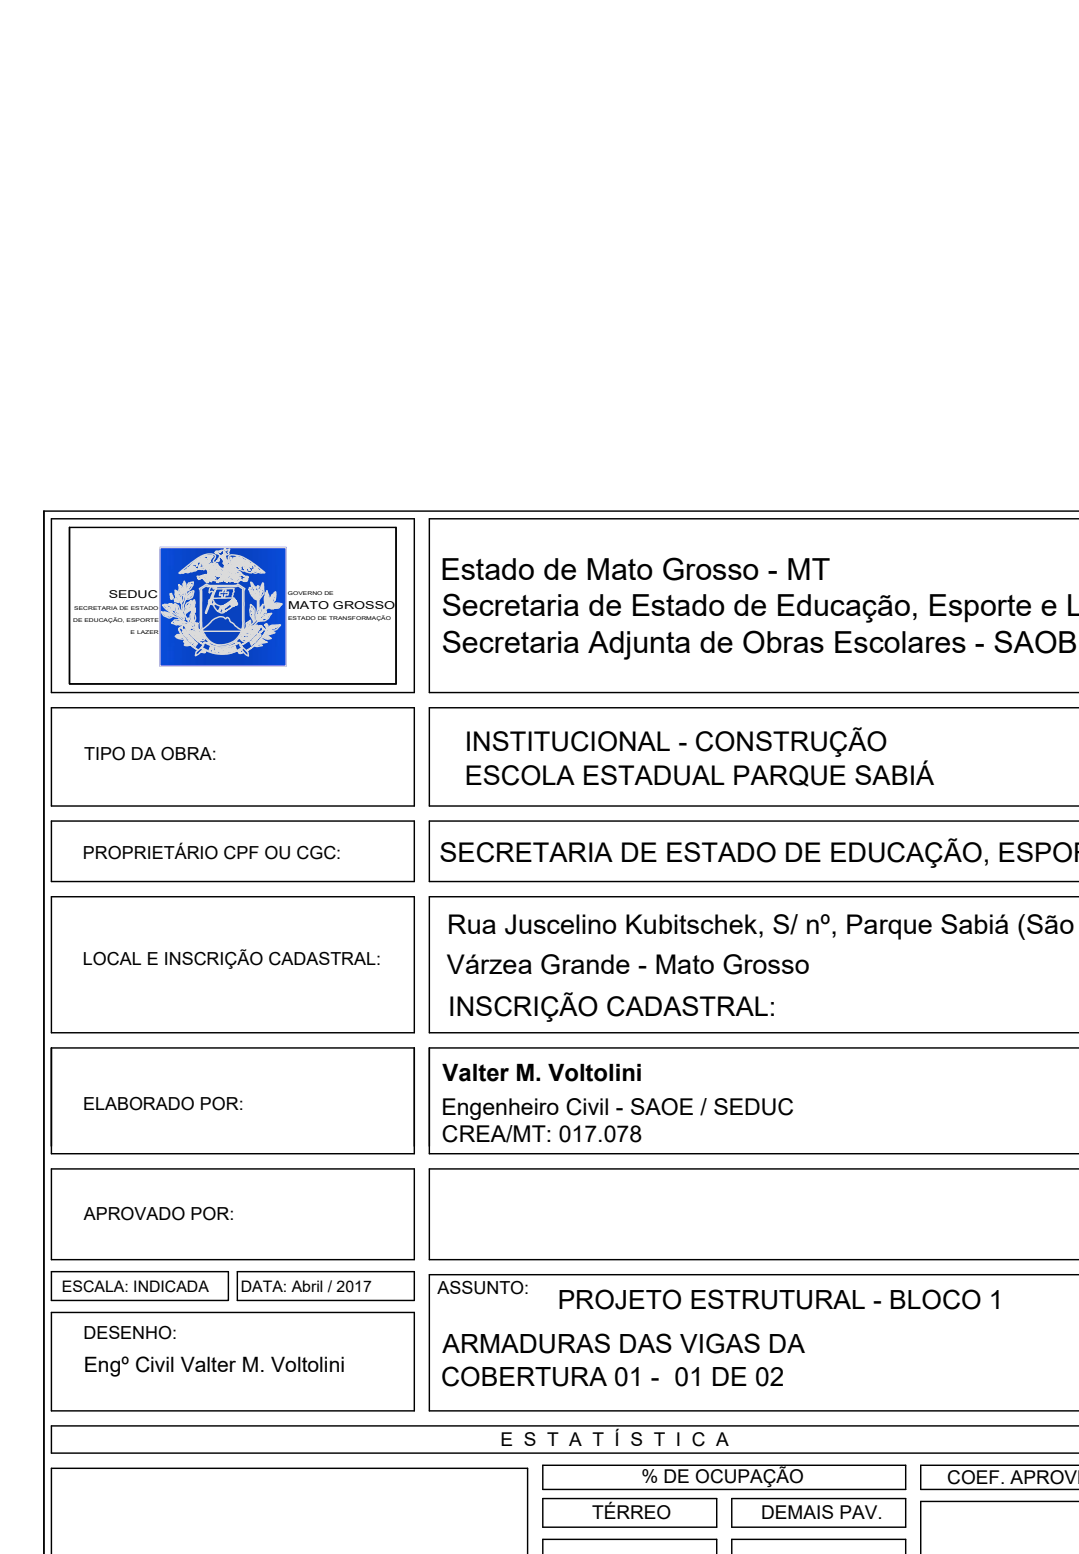 SEDUC
SECRETARIA DE ESTADO
DE EDUCAÇÃO, ESPORTE
E LAZER
GOVERNO DE
MATO GROSSO
ESTADO DE TRANSFORMAÇÃO
Estado de Mato Grosso - MT
Secretaria de Estado de Educação, Esporte e L
Secretaria Adjunta de Obras Escolares - SAOB
TIPO DA OBRA:
INSTITUCIONAL - CONSTRUÇÃO
ESCOLA ESTADUAL PARQUE SABIÁ
PROPRIETÁRIO CPF OU CGC:
SECRETARIA DE ESTADO DE EDUCAÇÃO, ESPOR
LOCAL E INSCRIÇÃO CADASTRAL:
Rua Juscelino Kubitschek, S/ nº, Parque Sabiá (São
Várzea Grande - Mato Grosso
INSCRIÇÃO CADASTRAL:
ELABORADO POR:
Valter M. Voltolini
Engenheiro Civil - SAOE / SEDUC
CREA/MT: 017.078
APROVADO POR:
ESCALA: INDICADA
DATA: Abril / 2017
DESENHO:
Engº Civil Valter M. Voltolini
ASSUNTO:
PROJETO ESTRUTURAL - BLOCO 1
ARMADURAS DAS VIGAS DA
COBERTURA 01 - 01 DE 02
E S T A T Í S T I C A
% DE OCUPAÇÃO
COEF. APROV
TÉRREO
DEMAIS PAV.